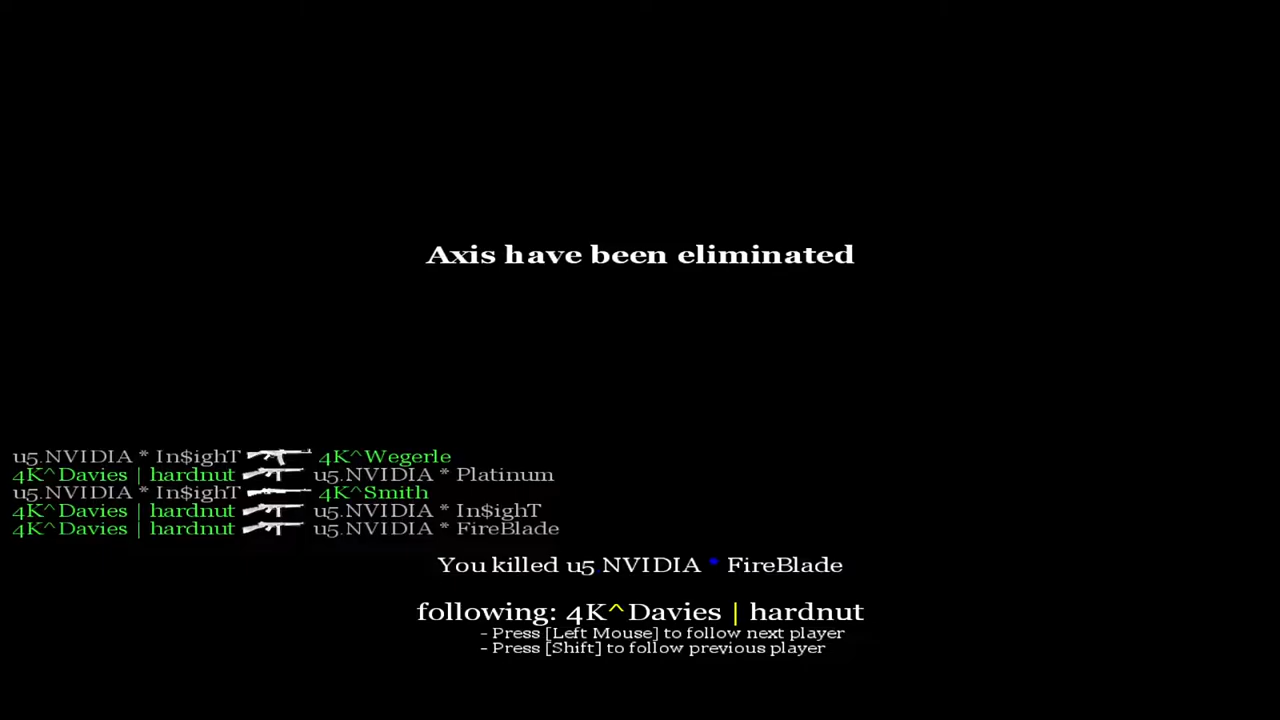 Axis have been eliminated
u5.NVIDIA * In$ighT 4K^Wegerle
4K^Davies | hardnut u5.NVIDIA * Platinum
u5.NVIDIA * In$ighT 4K^Smith
4K^Davies | hardnut u5.NVIDIA * In$ighT
4K^Davies | hardnut u5.NVIDIA * FireBlade
You killed u5.NVIDIA * FireBlade
following: 4K^Davies | hardnut
- Press [Left Mouse] to follow next player
- Press [Shift] to follow previous player